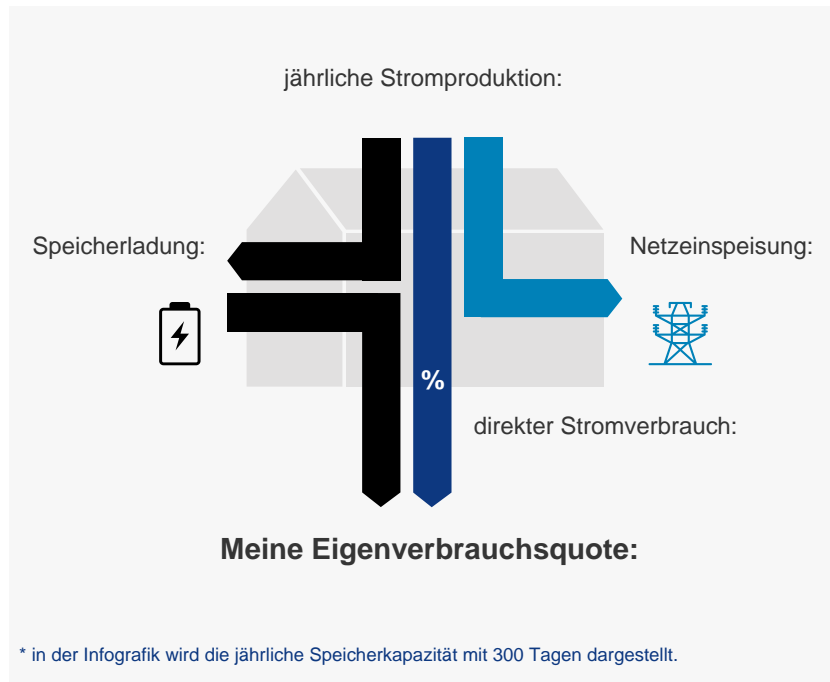 jährliche Stromproduktion:
Speicherladung:
Netzeinspeisung:
%
direkter Stromverbrauch:
Meine Eigenverbrauchsquote:
* in der Infografik wird die jährliche Speicherkapazität mit 300 Tagen dargestellt.